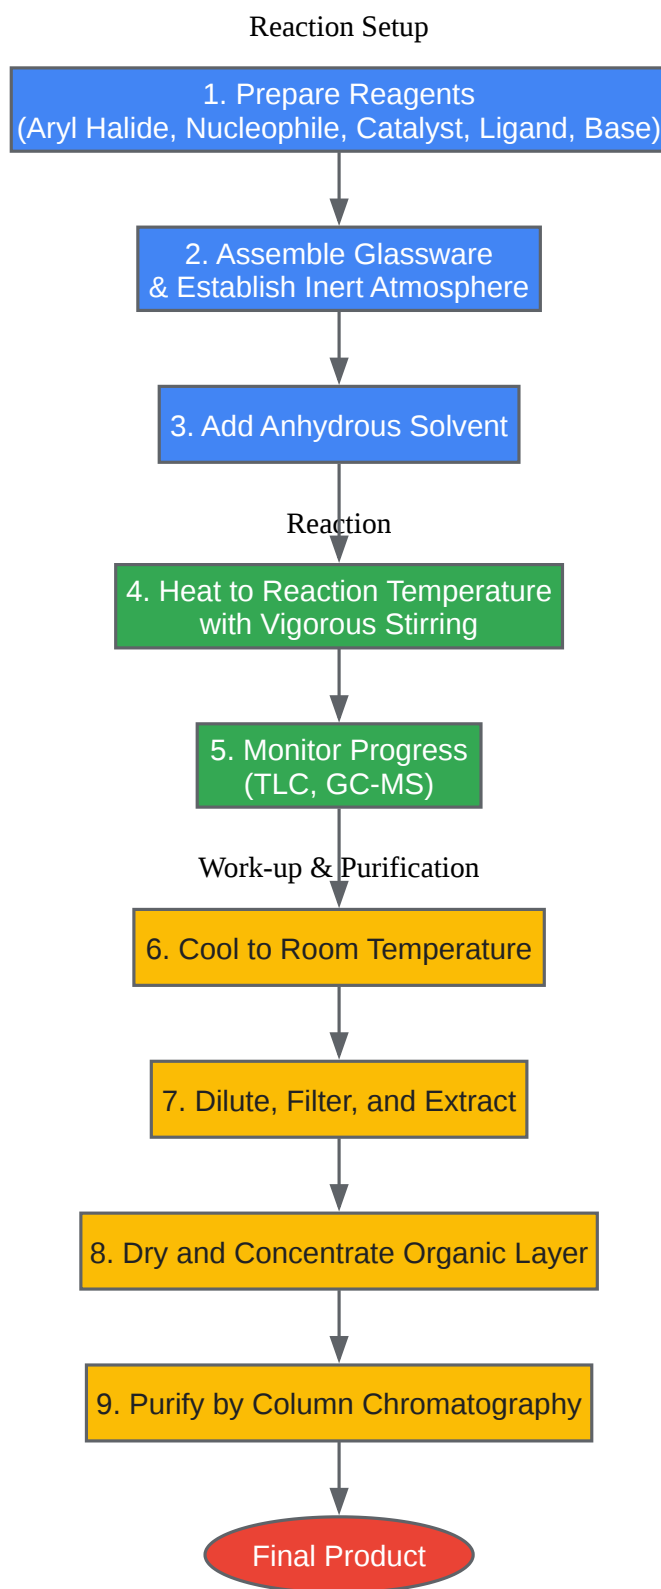 Reaction Setup
1. Prepare Reagents
(Aryl Halide, Nucleophile, Catalyst, Ligand, Base)
2. Assemble Glassware
& Establish Inert Atmosphere
3. Add Anhydrous Solvent
Reaction
4. Heat to Reaction Temperature
with Vigorous Stirring
5. Monitor Progress
(TLC, GC-MS)
Work-up & Purification
6. Cool to Room Temperature
7. Dilute, Filter, and Extract
8. Dry and Concentrate Organic Layer
9. Purify by Column Chromatography
Final Product